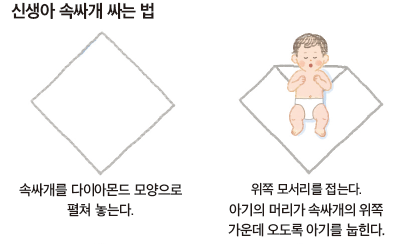 신생아 속싸개 싸는 법
속싸개를 다이아몬드 모양으로
펼쳐 놓는다.
위쪽 모서리를 접는다.
아기의 머리가 속싸개의 위쪽
가운데 오도록 아기를 눕힌다.